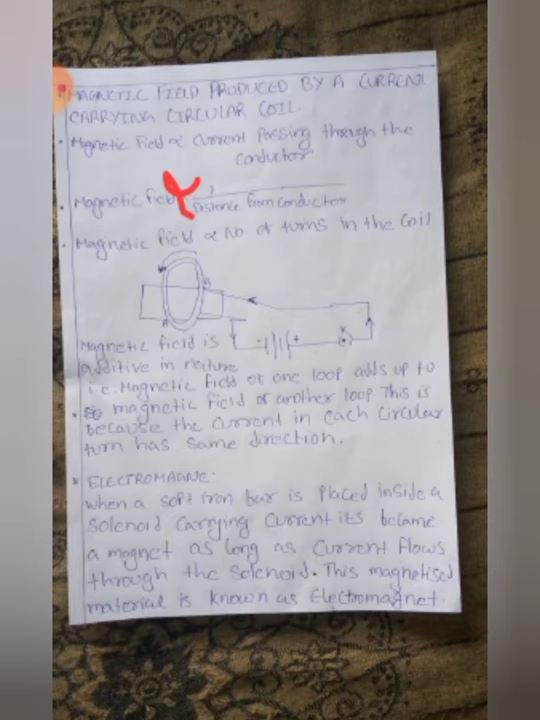 MAGNETIC FIELD PRODUCED BY A CURRENT
CARRYING CIRCULAR COIL.
• Magnetic Field ∝ Current Passing through the
Conductor
• Magnetic Field ∝ 1
Distance from Conductor
• Magnetic field ∝ No. of turns in the Coil
Magnetic field is
additive in nature
i.e. Magnetic field of one loop adds up to
magnetic field of another loop This is
because the current in each Circular
turn has same direction.
* ELECTROMAGNE:
When a soft iron bar is Placed inside a
Solenoid Carrying Current its became
a magnet as long as Current flows
through the Solenoid. This magnetised
material is known as Electromagnet.